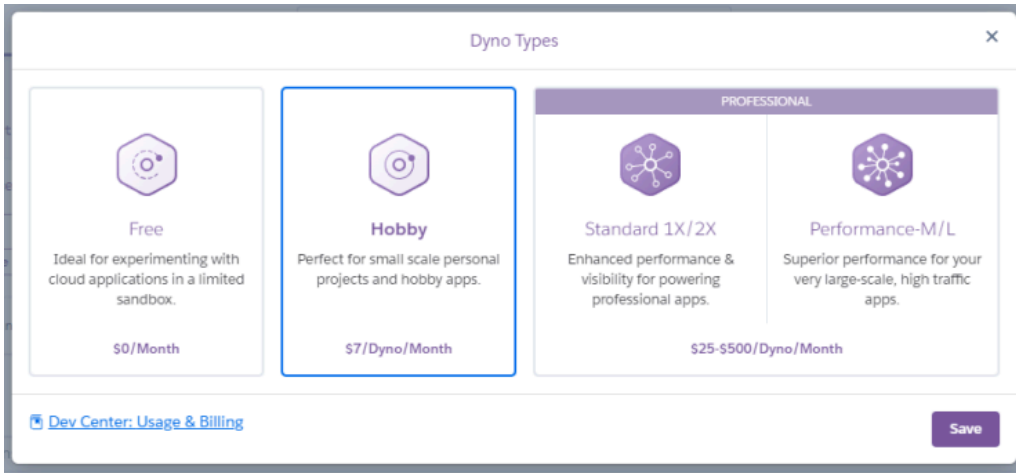 Dyno Types
Free
Ideal for experimenting with
cloud applications in a limited
sandbox.
$0/Month
Hobby
Perfect for small scale personal
projects and hobby apps.
$7/Dyno/Month
PROFESSIONAL
Standard 1X/2X
Enhanced performance &
visibility for powering
professional apps.
Performance-M/L
Superior performance for your
very large-scale, high traffic
apps.
$25-$500/Dyno/Month
Dev Center: Usage & Billing
Save